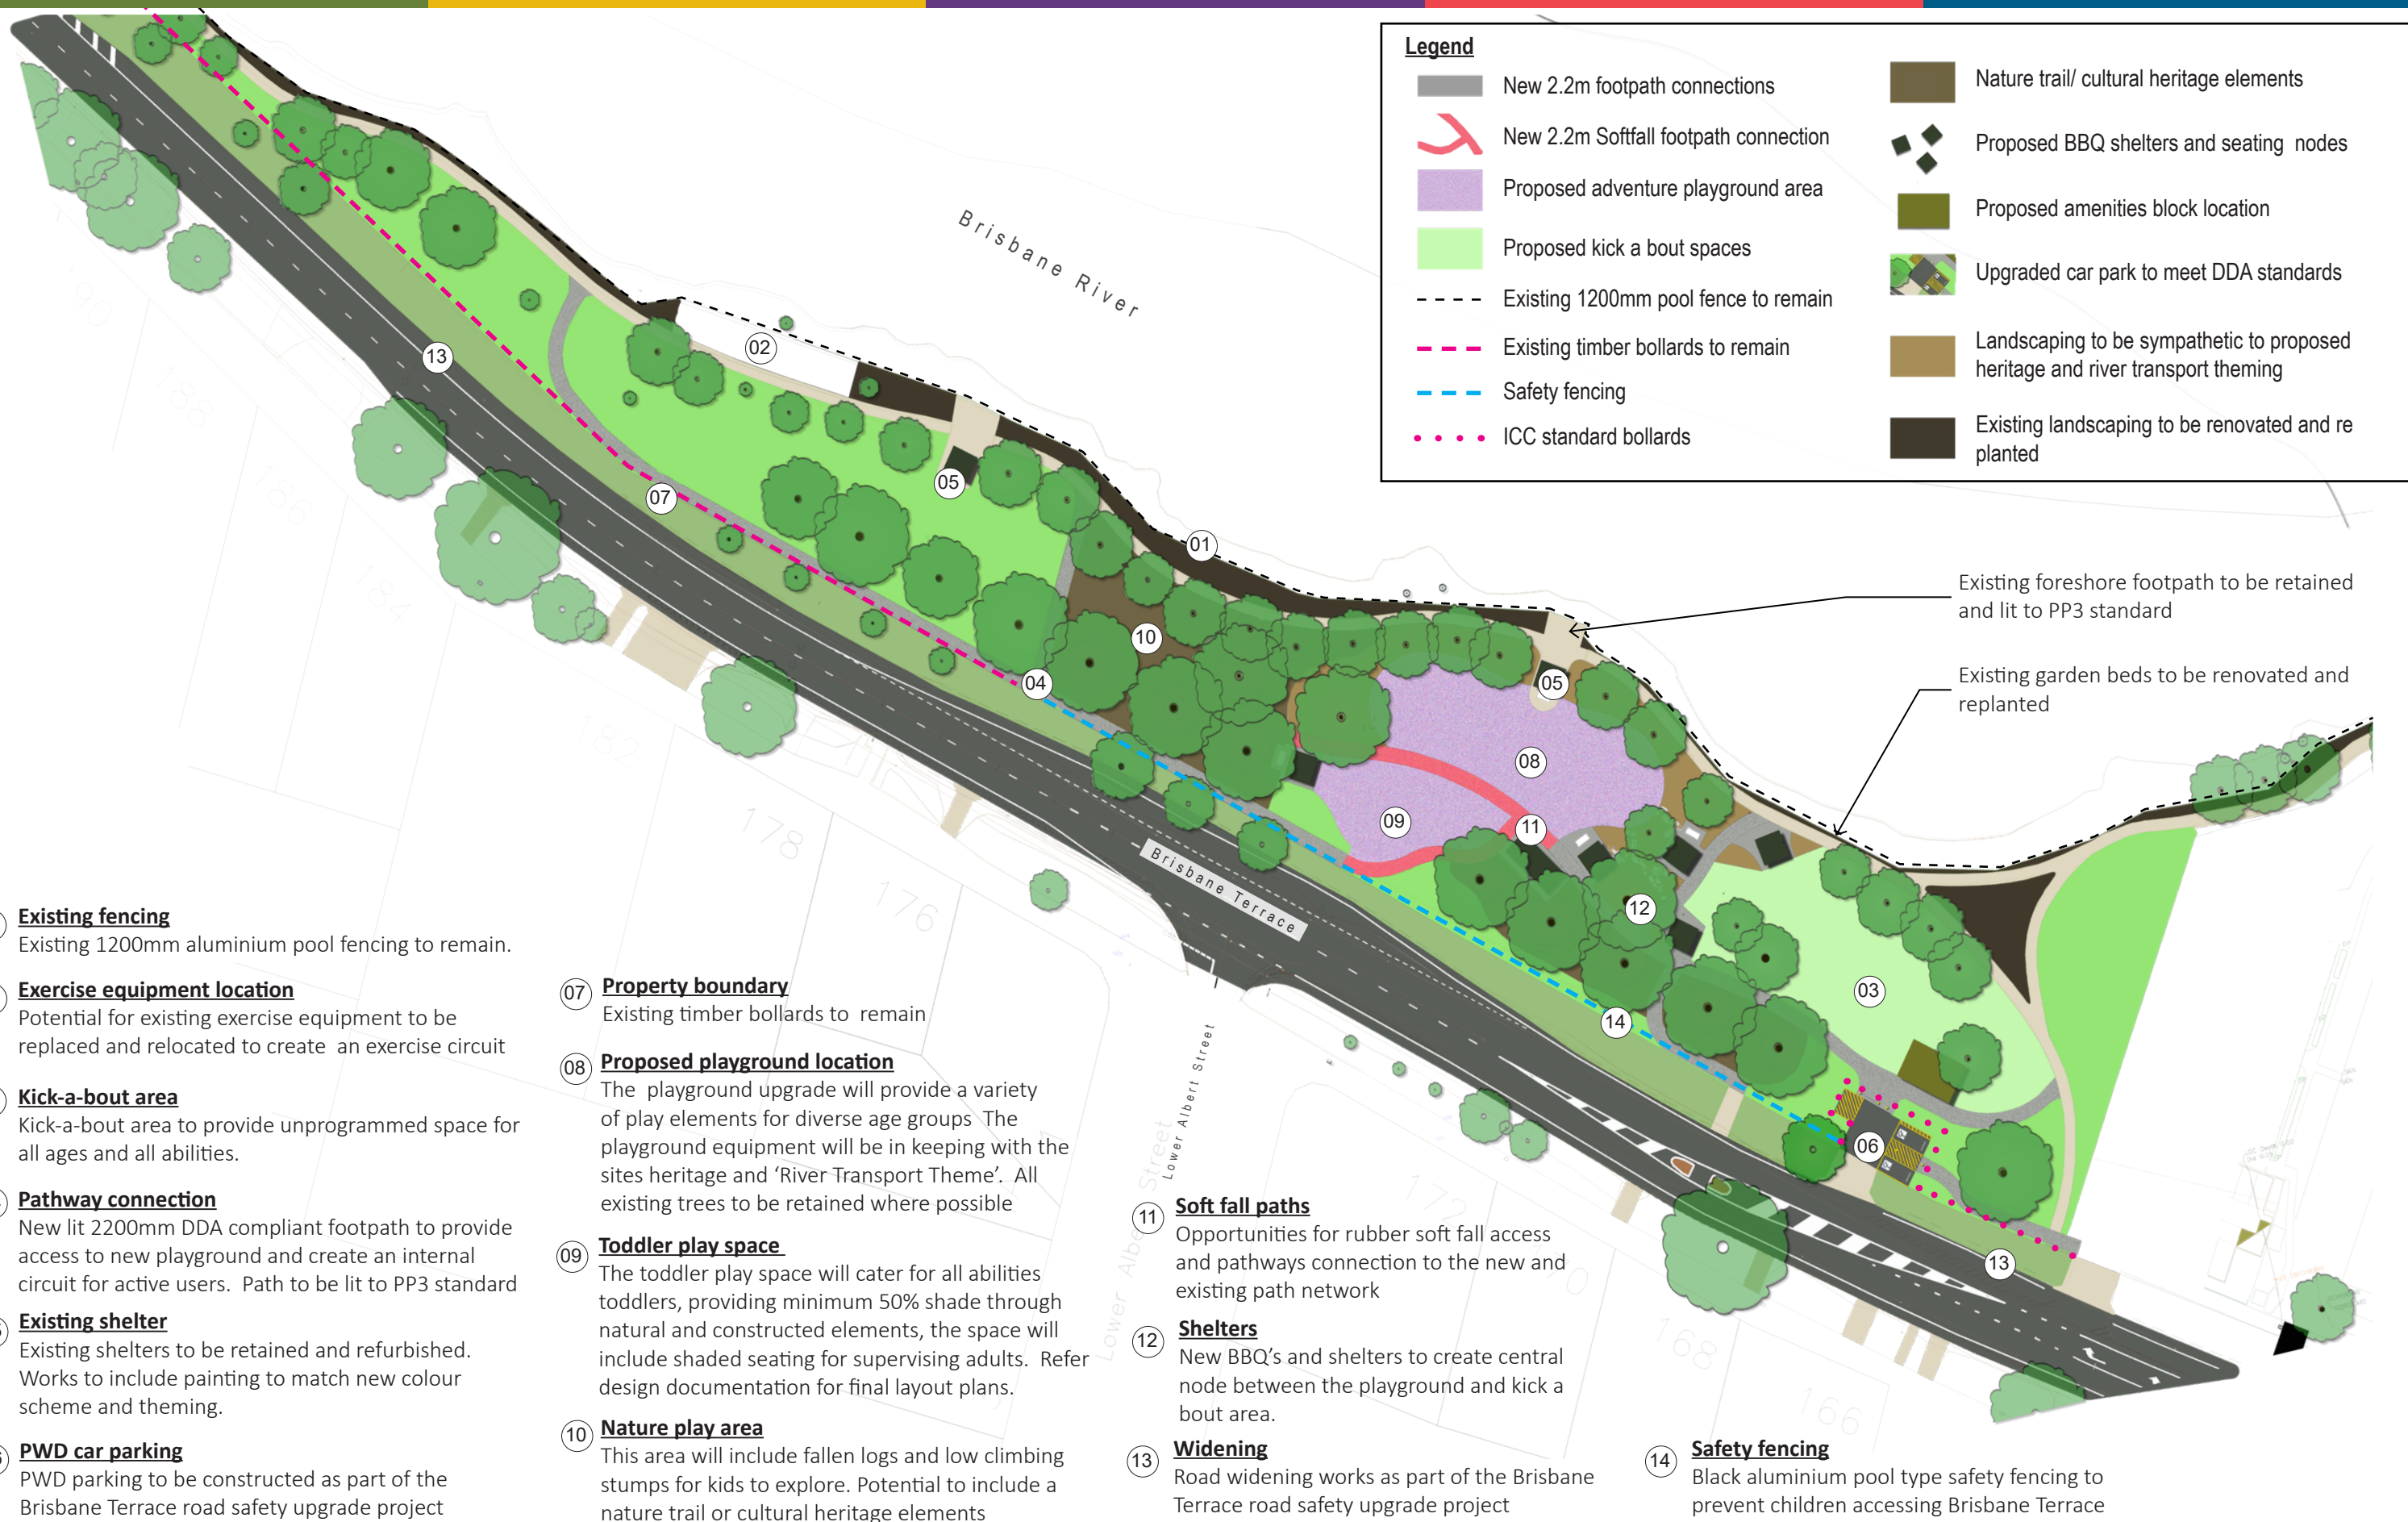 Legend
New 2.2m footpath connections
New 2.2m Softfall footpath connection
Proposed adventure playground area
Proposed kick a bout spaces
Existing 1200mm pool fence to remain
Existing timber bollards to remain
Safety fencing
ICC standard bollards
Nature trail/ cultural heritage elements
Proposed BBQ shelters and seating nodes
Proposed amenities block location
Upgraded car park to meet DDA standards
Landscaping to be sympathetic to proposed
heritage and river transport theming
Existing landscaping to be renovated and re
planted
Brisbane River
13
02
05
07
01
10
04
05
08
09
11
12
03
14
06
13
Existing foreshore footpath to be retained
and lit to PP3 standard
Existing garden beds to be renovated and
replanted
Brisbane Terrace
Lower Albert Street
Lower Albert Street
190
188
186
184
182
178
176
172
170
168
166
Existing fencing
Existing 1200mm aluminium pool fencing to remain.
Exercise equipment location
Potential for existing exercise equipment to be
replaced and relocated to create an exercise circuit
Kick-a-bout area
Kick-a-bout area to provide unprogrammed space for
all ages and all abilities.
Pathway connection
New lit 2200mm DDA compliant footpath to provide
access to new playground and create an internal
circuit for active users. Path to be lit to PP3 standard
Existing shelter
Existing shelters to be retained and refurbished.
Works to include painting to match new colour
scheme and theming.
PWD car parking
PWD parking to be constructed as part of the
Brisbane Terrace road safety upgrade project
07 Property boundary
Existing timber bollards to remain
08 Proposed playground location
The playground upgrade will provide a variety
of play elements for diverse age groups The
playground equipment will be in keeping with the
sites heritage and ‘River Transport Theme’. All
existing trees to be retained where possible
09 Toddler play space
The toddler play space will cater for all abilities
toddlers, providing minimum 50% shade through
natural and constructed elements, the space will
include shaded seating for supervising adults. Refer
design documentation for final layout plans.
10 Nature play area
This area will include fallen logs and low climbing
stumps for kids to explore. Potential to include a
nature trail or cultural heritage elements
11 Soft fall paths
Opportunities for rubber soft fall access
and pathways connection to the new and
existing path network
12 Shelters
New BBQ’s and shelters to create central
node between the playground and kick a
bout area.
13 Widening
Road widening works as part of the Brisbane
Terrace road safety upgrade project
14 Safety fencing
Black aluminium pool type safety fencing to
prevent children accessing Brisbane Terrace